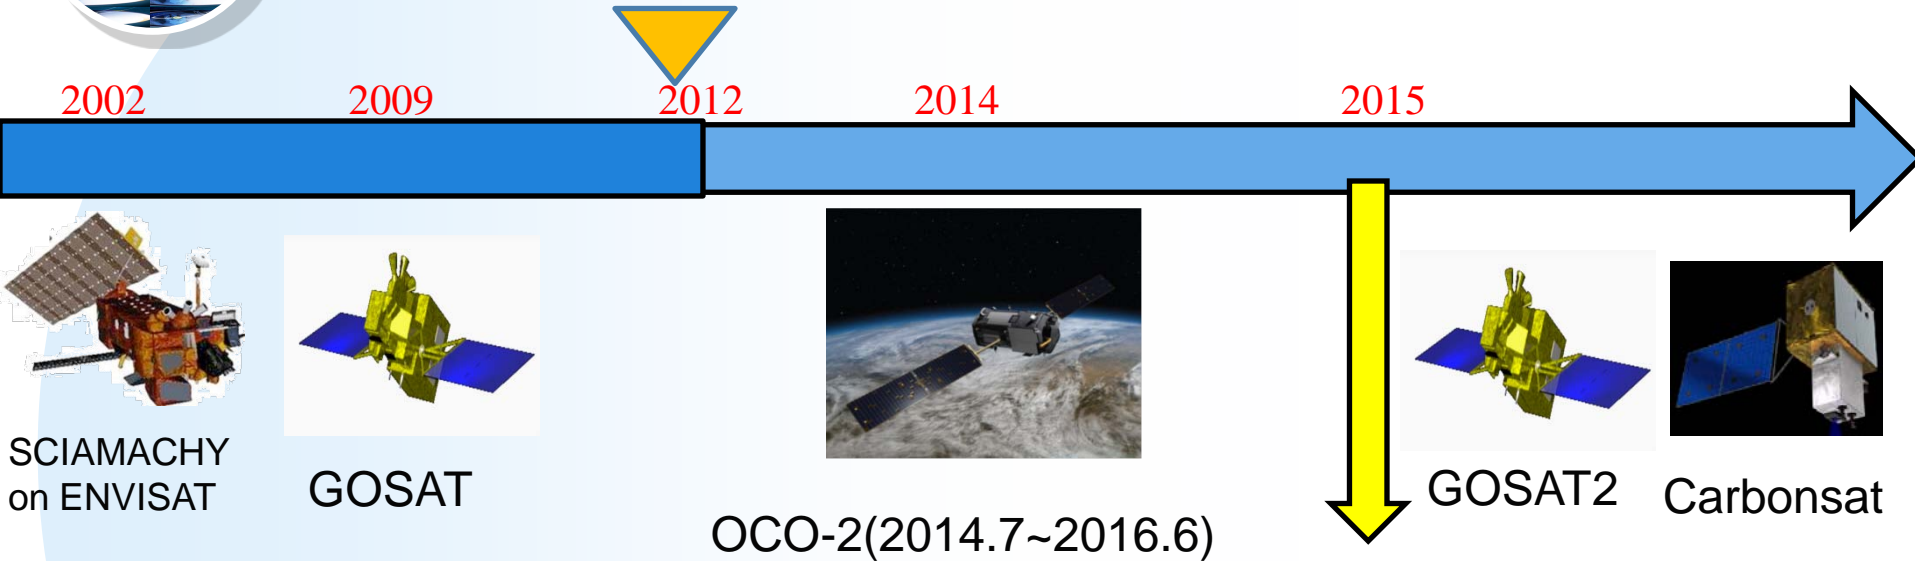 2002
2009
2012
2014
2015
SCIAMACHY
on ENVISAT
GOSAT
OCO-2(2014.7~2016.6)
GOSAT2
Carbonsat